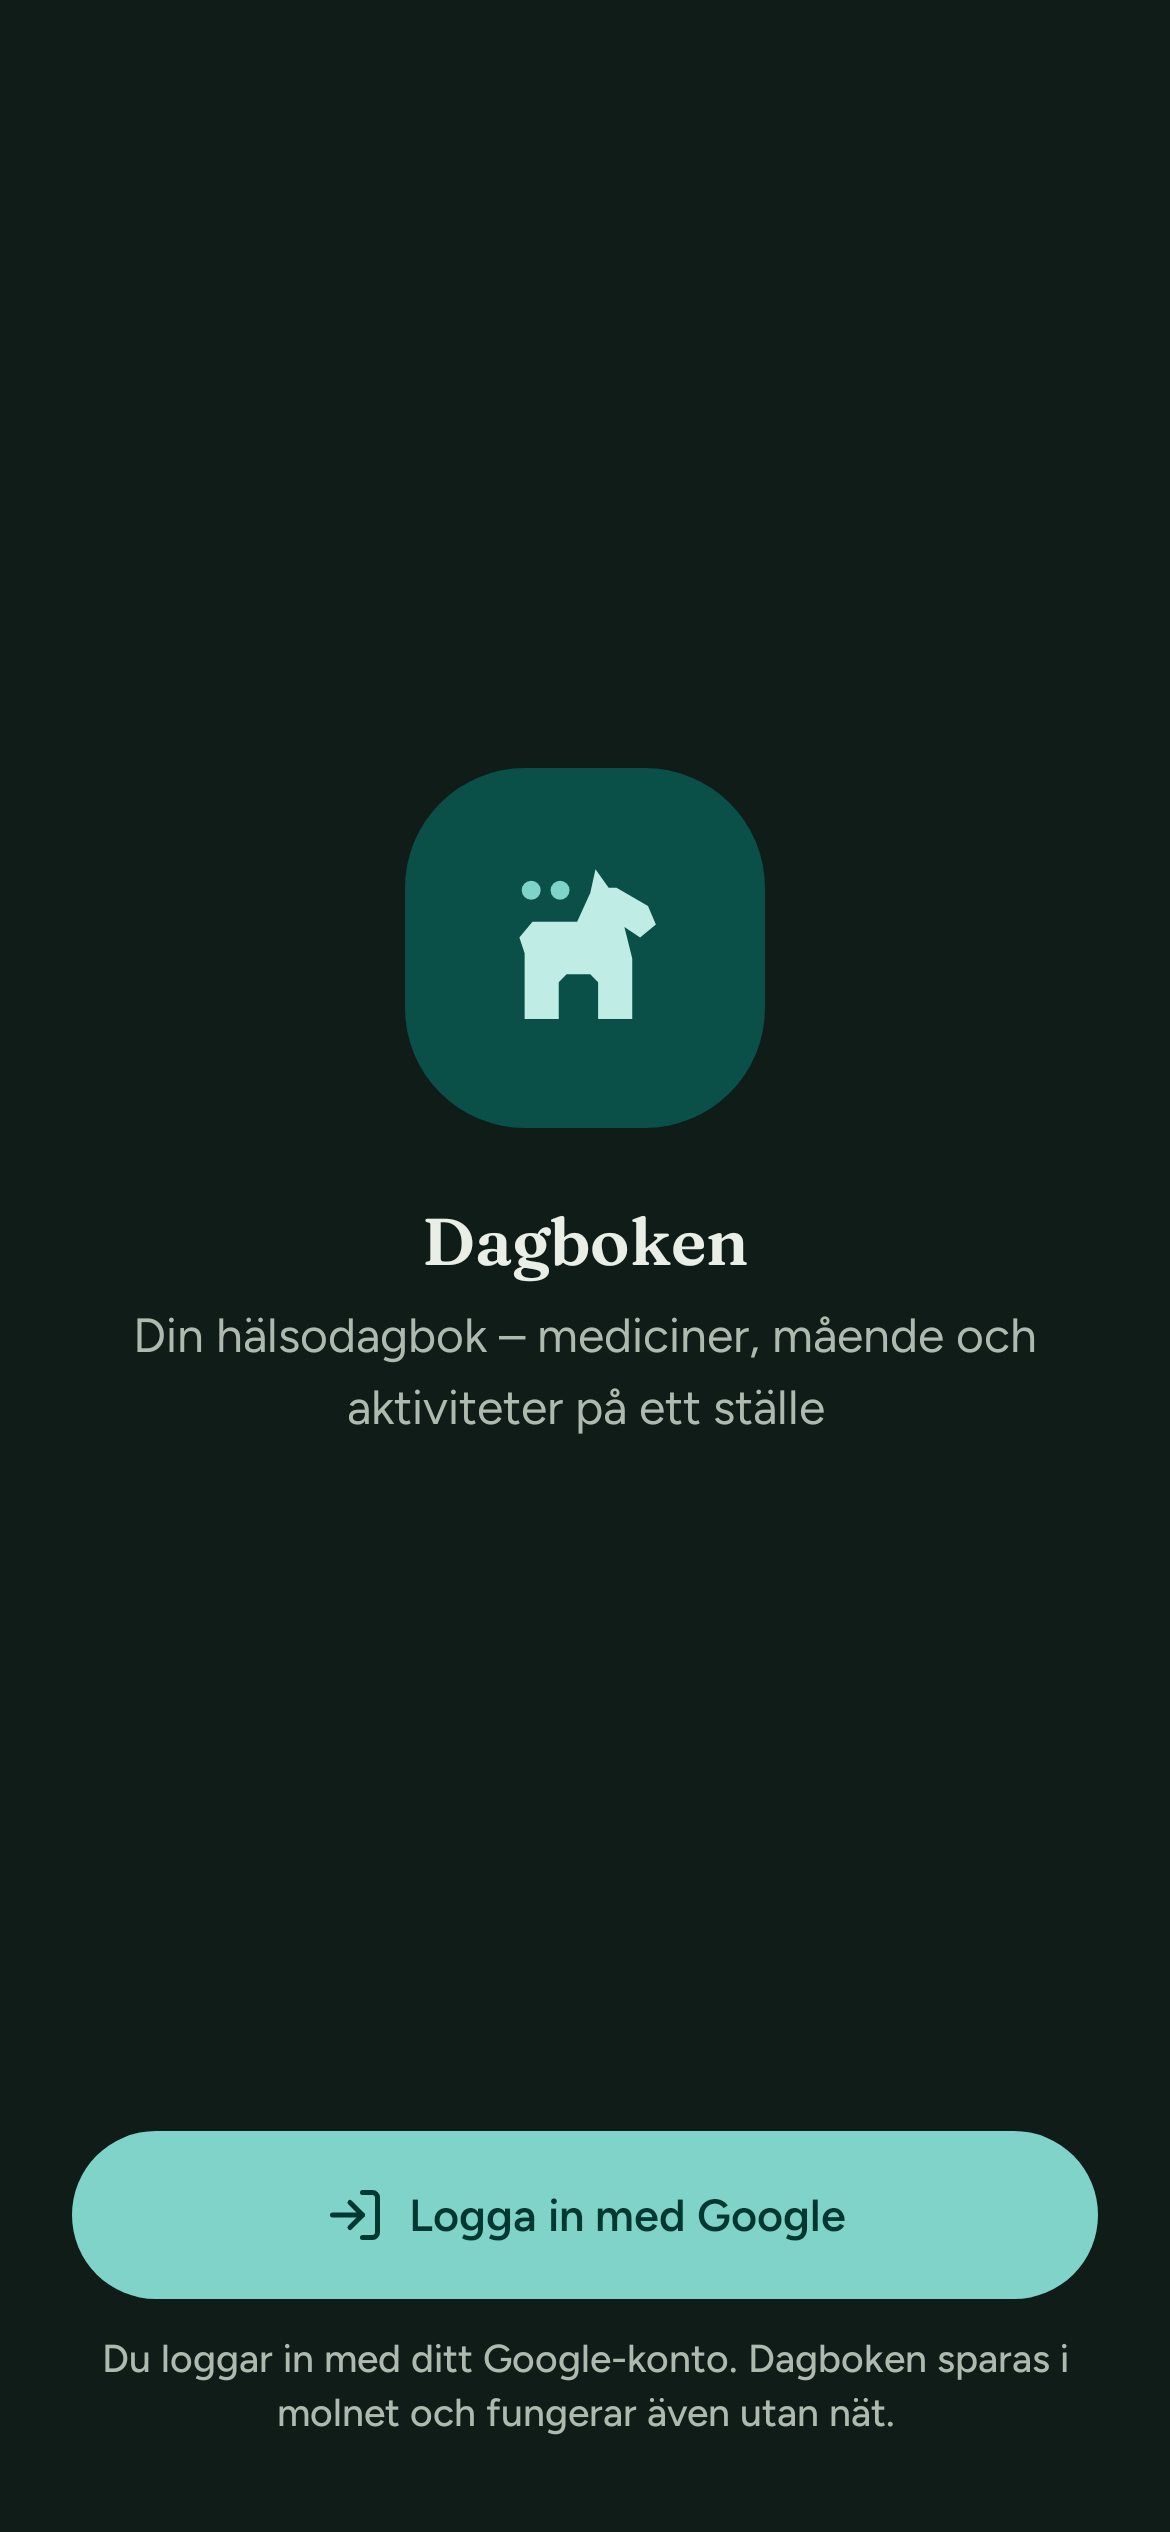 Dagboken
Din hälsodagbok – mediciner, mående och
aktiviteter på ett ställe
Logga in med Google
Du loggar in med ditt Google-konto. Dagboken sparas i
molnet och fungerar även utan nät.